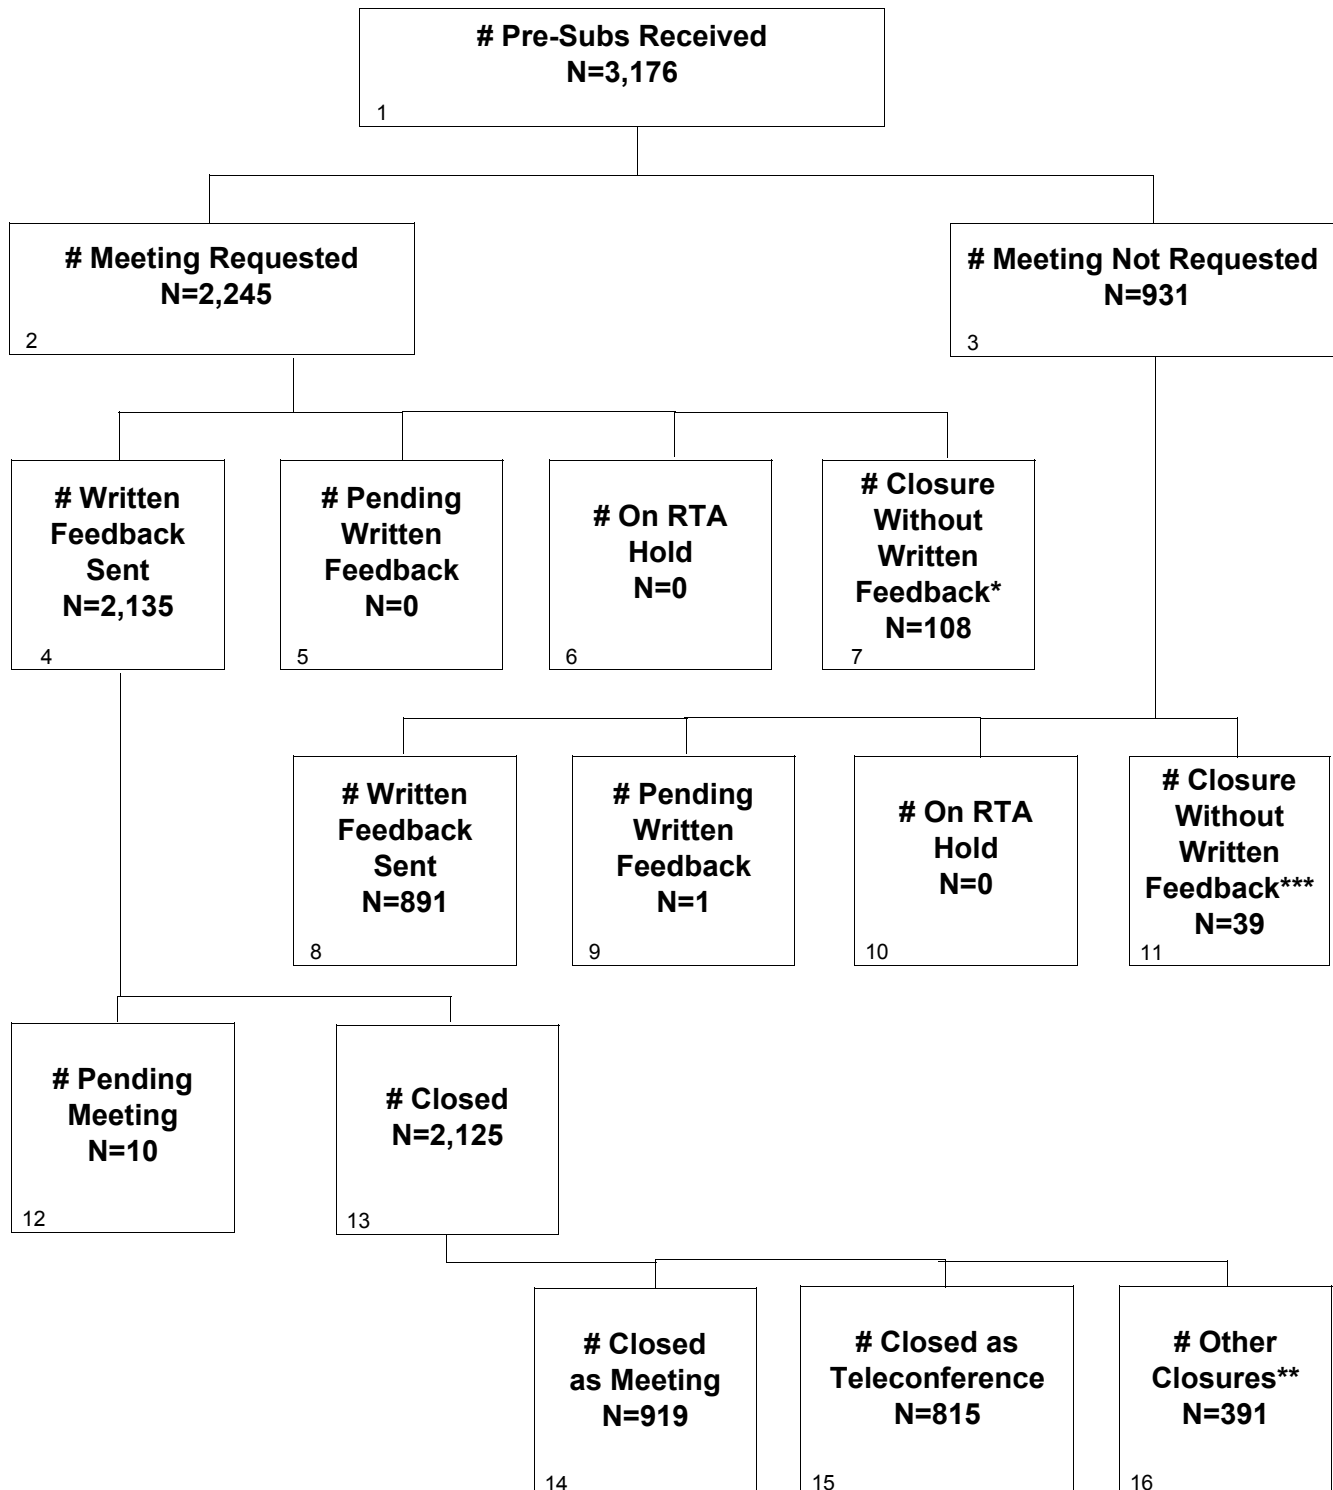 # Pre-Subs Received
N=3,176
1
# Meeting Requested
N=2,245
2
# Meeting Not Requested
N=931
3
# Written
Feedback
Sent
N=2,135
4
# Pending
Written
Feedback
N=0
5
# On RTA
Hold
N=0
6
# Closure
Without
Written
Feedback*
N=108
7
# Written
Feedback
Sent
N=891
8
# Pending
Written
Feedback
N=1
9
# On RTA
Hold
N=0
10
# Closure
Without
Written
Feedback***
N=39
11
# Pending
Meeting
N=10
12
# Closed
N=2,125
13
# Closed
as Meeting
N=919
14
# Closed as
Teleconference
N=815
15
# Other
Closures**
N=391
16